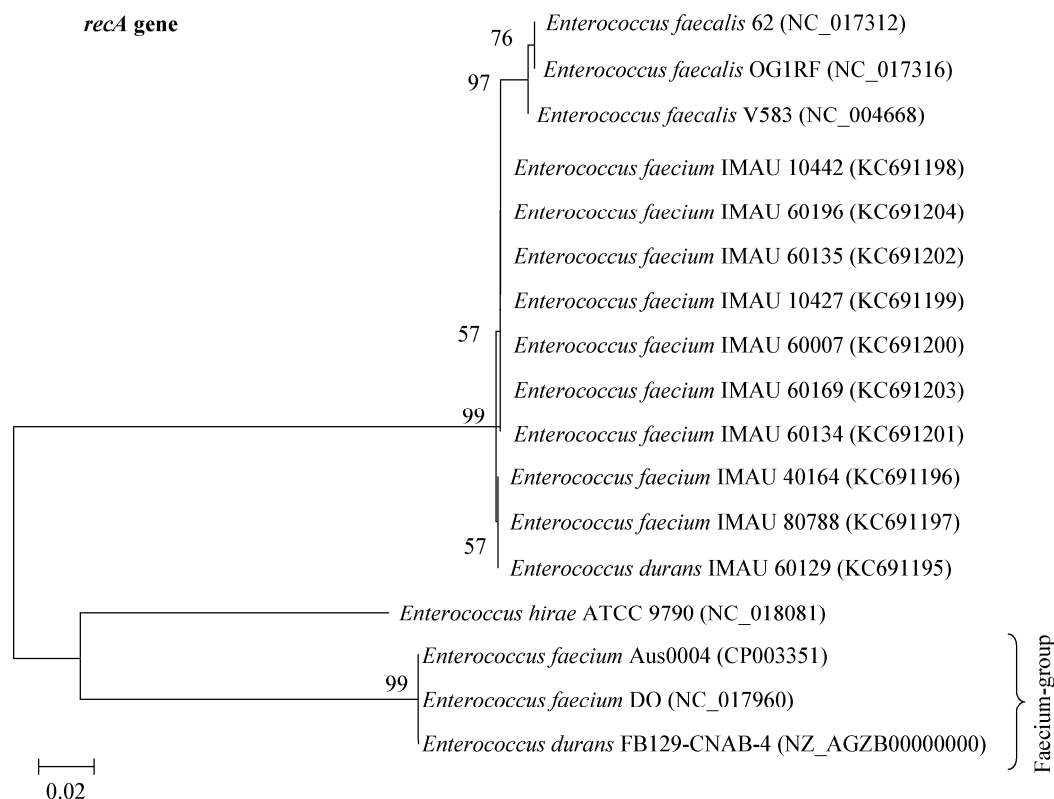 recA gene
76
Enterococcus faecalis 62 (NC_017312)
97
Enterococcus faecalis OG1RF (NC_017316)
Enterococcus faecalis V583 (NC_004668)
Enterococcus faecium IMAU 10442 (KC691198)
Enterococcus faecium IMAU 60196 (KC691204)
Enterococcus faecium IMAU 60135 (KC691202)
Enterococcus faecium IMAU 10427 (KC691199)
57
Enterococcus faecium IMAU 60007 (KC691200)
Enterococcus faecium IMAU 60169 (KC691203)
99
Enterococcus faecium IMAU 60134 (KC691201)
Enterococcus faecium IMAU 40164 (KC691196)
Enterococcus faecium IMAU 80788 (KC691197)
57
Enterococcus durans IMAU 60129 (KC691195)
Enterococcus hirae ATCC 9790 (NC_018081)
Enterococcus faecium Aus0004 (CP003351)
99
Enterococcus faecium DO (NC_017960)
Enterococcus durans FB129-CNAB-4 (NZ_AGZB00000000)
Faecium-group
0.02